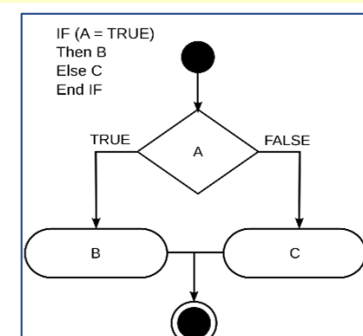 IF (A = TRUE)
Then B
Else C
End IF
TRUE
FALSE
A
B
C